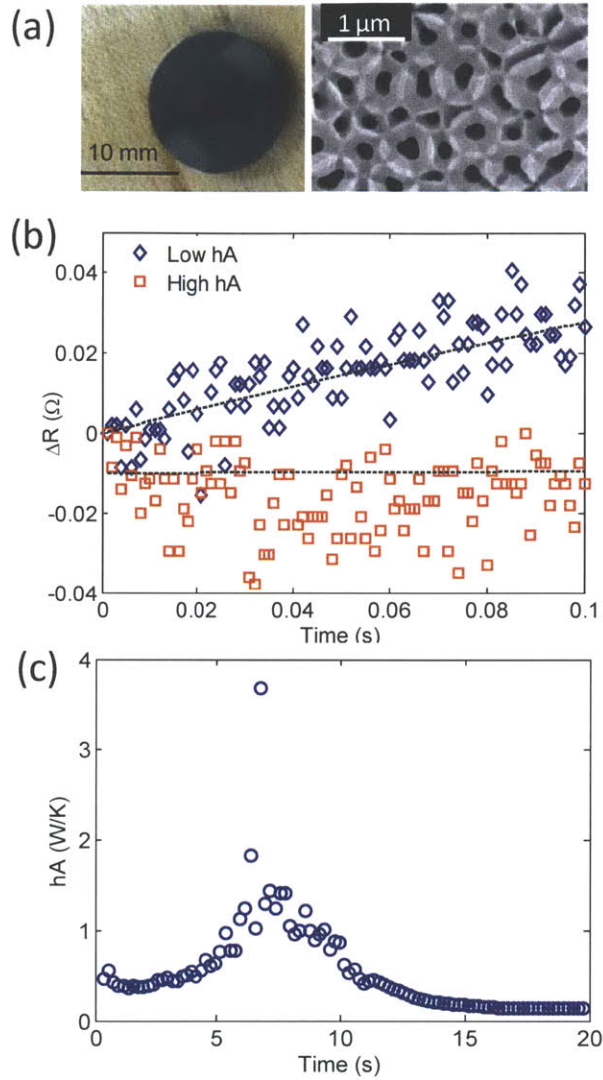 (a)
10 mm
1 µm
(b)
Low hA
High hA
0.04
0.02
0
-0.02
-0.04
ΔR (Ω)
0 0.02 0.04 0.06 0.08 0.1
Time (s)
(c)
4
3
2
1
0
hA (W/K)
0 5 10 15 20
Time (s)